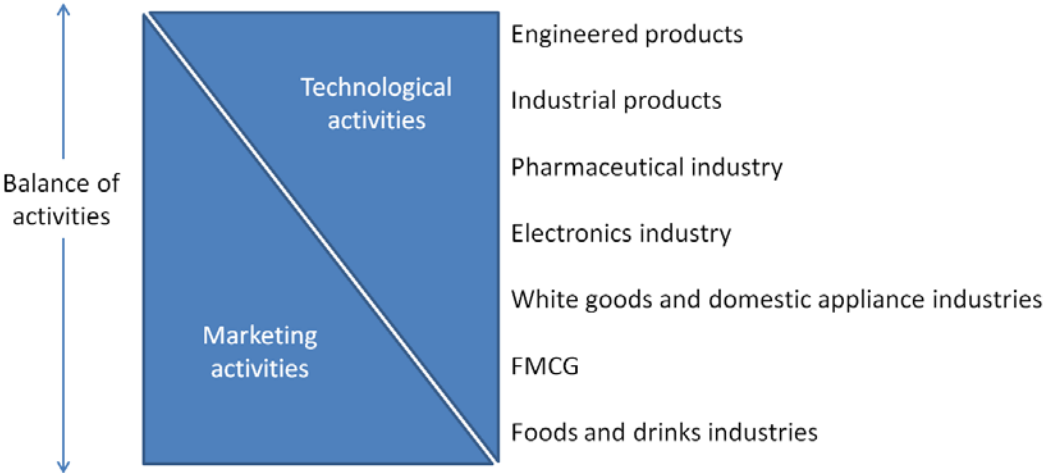 Balance of
activities
Technological
activities
Marketing
activities
Engineered products
Industrial products
Pharmaceutical industry
Electronics industry
White goods and domestic appliance industries
FMCG
Foods and drinks industries